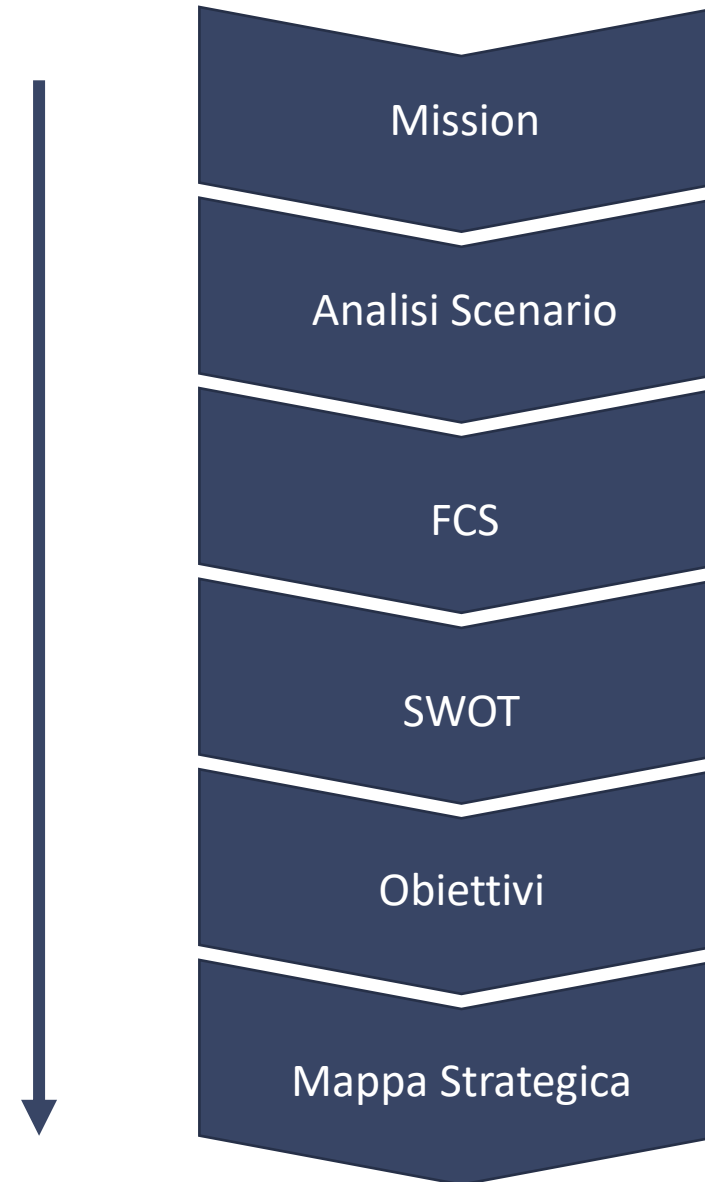 Mission
Analisi Scenario
FCS
SWOT
Obiettivi
Mappa Strategica